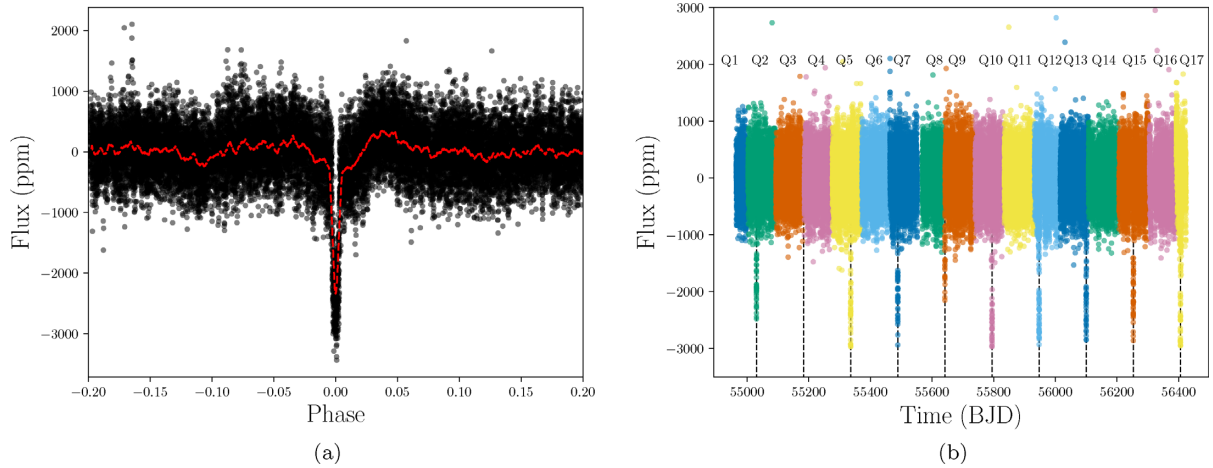 2000
1000
0
−1000
−2000
−3000
Flux (ppm)
−0.20 −0.15 −0.10 −0.05 0.00 0.05 0.10 0.15 0.20
Phase
(a)
3000
2000
1000
0
−1000
−2000
−3000
Flux (ppm)
Q1 Q2 Q3 Q4 Q5 Q6 Q7 Q8 Q9 Q10 Q11 Q12 Q13 Q14 Q15 Q16 Q17
55000 55200 55400 55600 55800 56000 56200 56400
Time (BJD)
(b)